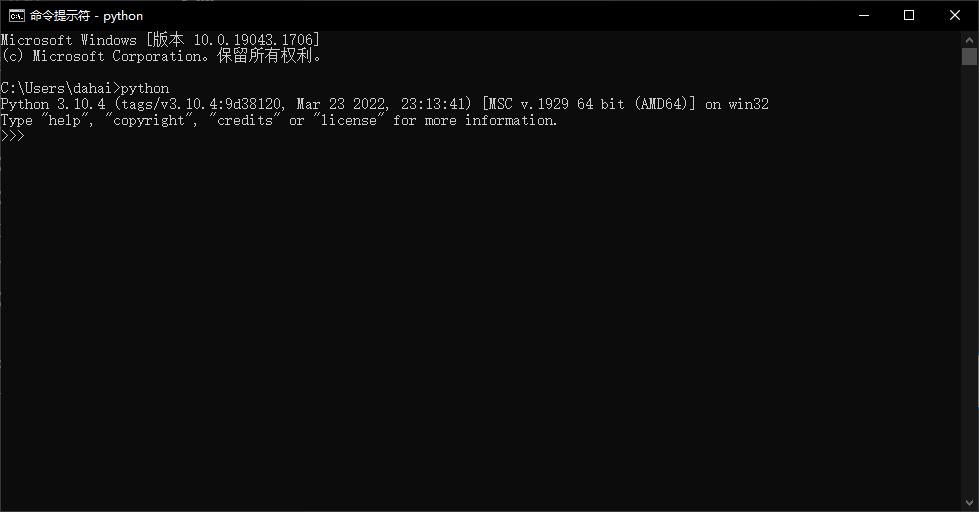 命令提示符 - python
Microsoft Windows [版本 10.0.19043.1706]
(c) Microsoft Corporation。保留所有权利。
C:\Users\dahai>python
Python 3.10.4 (tags/v3.10.4:9d38120, Mar 23 2022, 23:13:41) [MSC v.1929 64 bit (AMD64)] on win32
Type "help", "copyright", "credits" or "license" for more information.
>>>